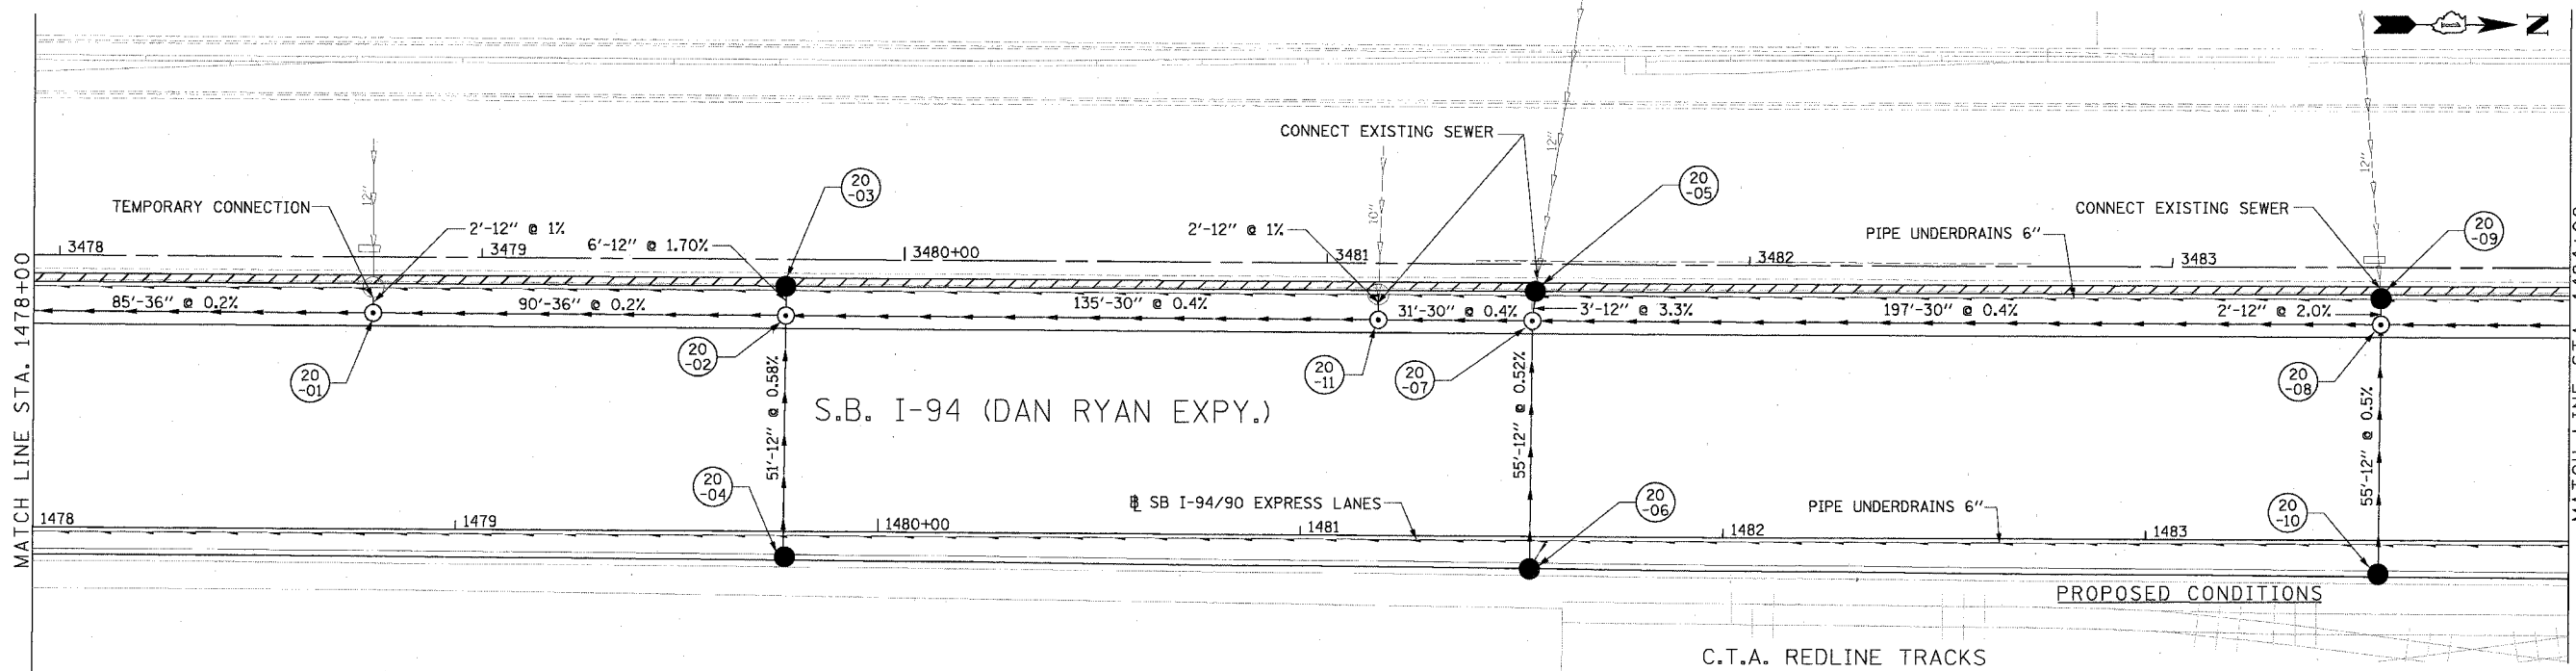 N
CONNECT EXISTING SEWER
12"
12"
12"
10"
20
-03
20
-05
20
-09
TEMPORARY CONNECTION
2'-12" @ 1%
6'-12" @ 1.70%
2'-12" @ 1%
PIPE UNDERDRAINS 6"
CONNECT EXISTING SEWER
3478
3479
3480+00
3481
3482
3483
85'-36" @ 0.2%
90'-36" @ 0.2%
135'-30" @ 0.4%
31'-30" @ 0.4%
3'-12" @ 3.3%
197'-30" @ 0.4%
2'-12" @ 2.0%
20
-01
20
-02
20
-11
20
-07
20
-08
MATCH LINE STA. 1478+00
51'-12" @ 0.58%
55'-12" @ 0.52%
55'-12" @ 0.5%
S.B. I-94 (DAN RYAN EXPY.)
20
-04
20
-06
20
-10
SB I-94/90 EXPRESS LANES
PIPE UNDERDRAINS 6"
1478
1479
1480+00
1481
1482
1483
PROPOSED CONDITIONS
C.T.A. REDLINE TRACKS